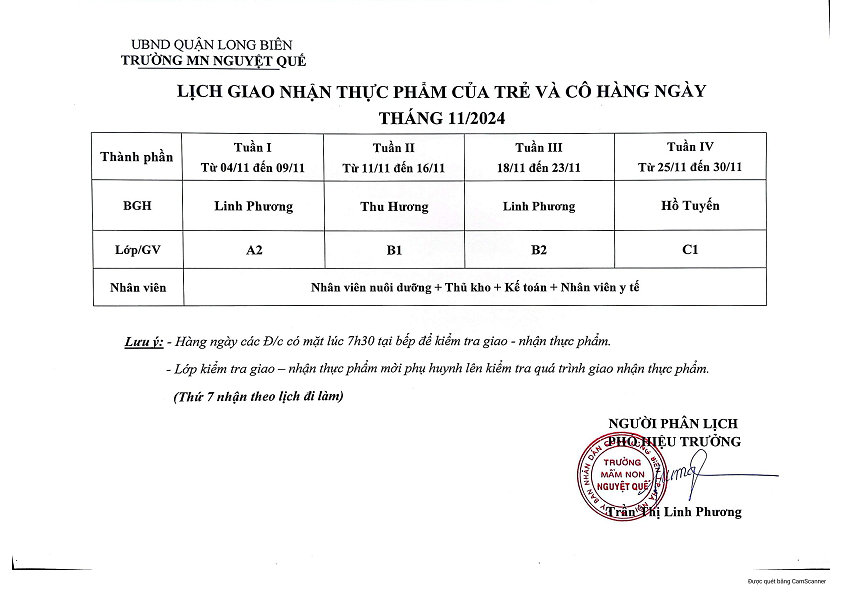 UBND QUẬN LONG BIÊN
TRƯỜNG MN NGUYỆT QUẾ
LỊCH GIAO NHẬN THỰC PHẨM CỦA TRẺ VÀ CÔ HÀNG NGÀY
THÁNG 11/2024
Thành phần
Tuần I
Từ 04/11 đến 09/11
Tuần II
Từ 11/11 đến 16/11
Tuần III
18/11 đến 23/11
Tuần IV
Từ 25/11 đến 30/11
BGH
Linh Phương
Thu Hương
Linh Phương
Hồ Tuyến
Lớp/GV
A2
B1
B2
C1
Nhân viên
Nhân viên nuôi dưỡng + Thủ kho + Kế toán + Nhân viên y tế
Lưu ý: - Hàng ngày các Đ/c có mặt lúc 7h30 tại bếp để kiểm tra giao - nhận thực phẩm.
- Lớp kiểm tra giao – nhận thực phẩm mời phụ huynh lên kiểm tra quá trình giao nhận thực phẩm.
(Thứ 7 nhận theo lịch đi làm)
NGƯỜI PHÂN LỊCH
PHÓ HIỆU TRƯỞNG
TRƯỜNG
MẦM NON
NGUYỆT QUẾ
Trần Thị Linh Phương
Được quét bằng CamScanner